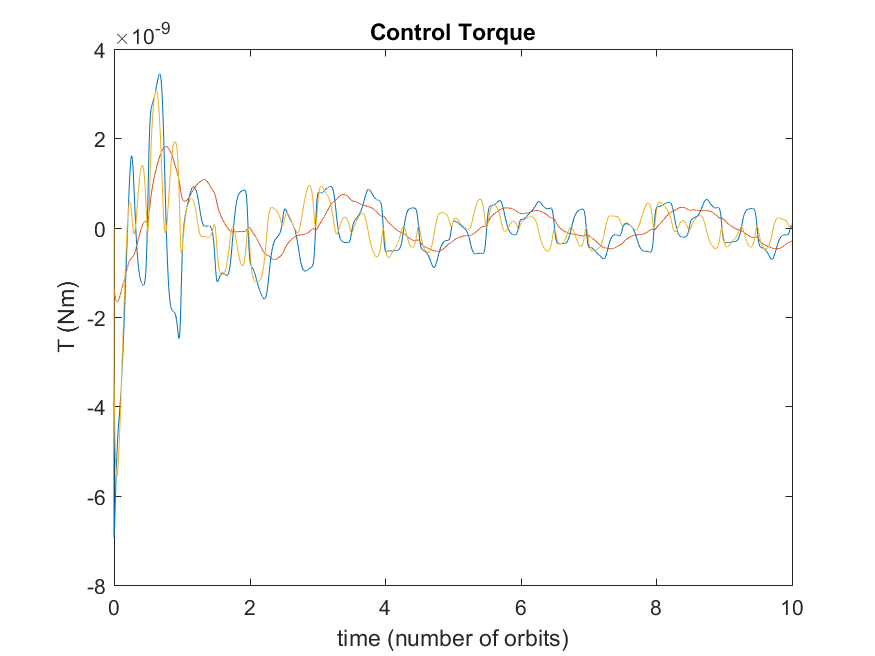 Control Torque
×10-9
4
2
0
-2
-4
-6
-8
T (Nm)
0 2 4 6 8 10
time (number of orbits)